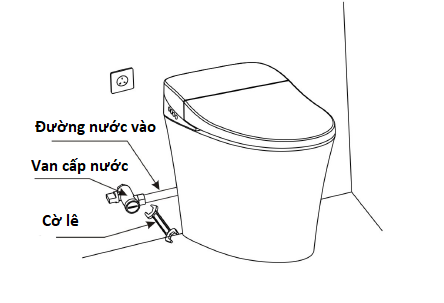 Đường nước vào
Van cấp nước
Cờ lê